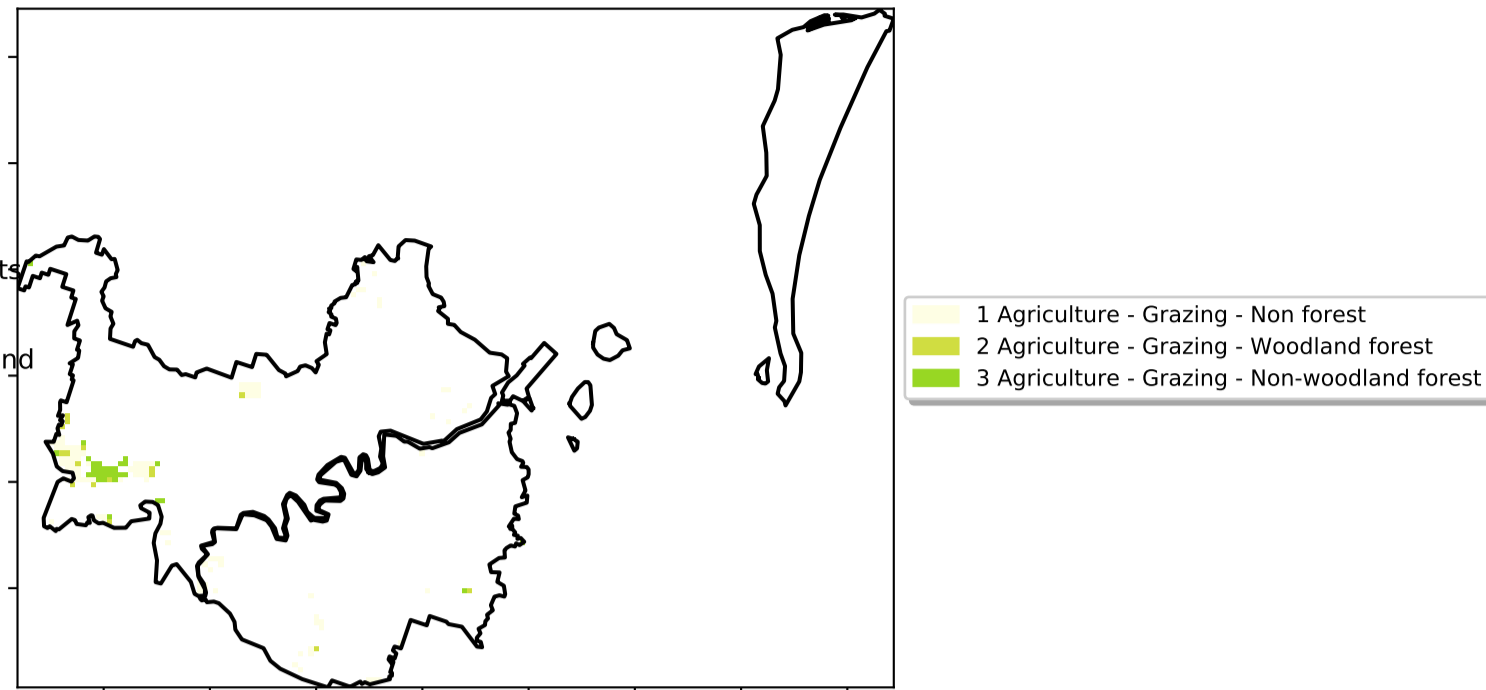 ts
nd
1 Agriculture - Grazing - Non forest
2 Agriculture - Grazing - Woodland forest
3 Agriculture - Grazing - Non-woodland forest